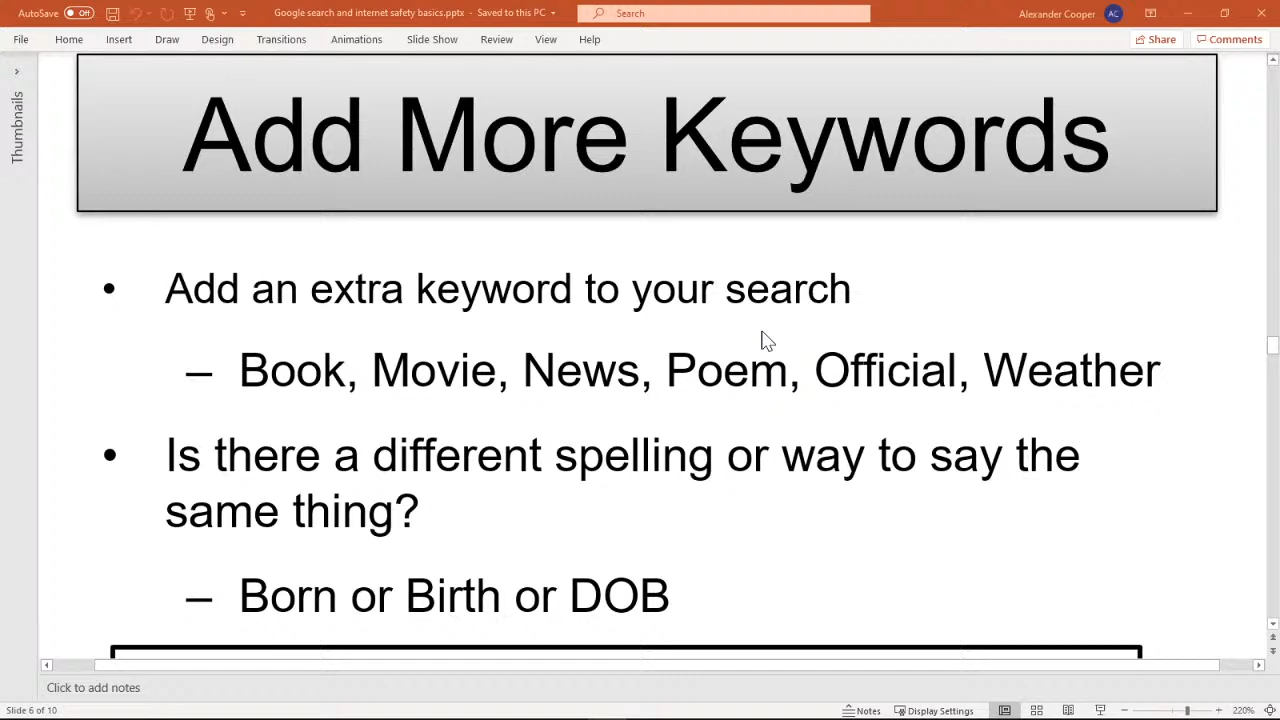 AutoSave Off Google search and internet safety basics.pptx - Saved to this PC Search Alexander Cooper AC
File Home Insert Draw Design Transitions Animations Slide Show Review View Help Share Comments
Thumbnails
Add More Keywords
• Add an extra keyword to your search
– Book, Movie, News, Poem, Official, Weather
• Is there a different spelling or way to say the
same thing?
– Born or Birth or DOB
Click to add notes
Slide 6 of 10 Notes Display Settings 220%